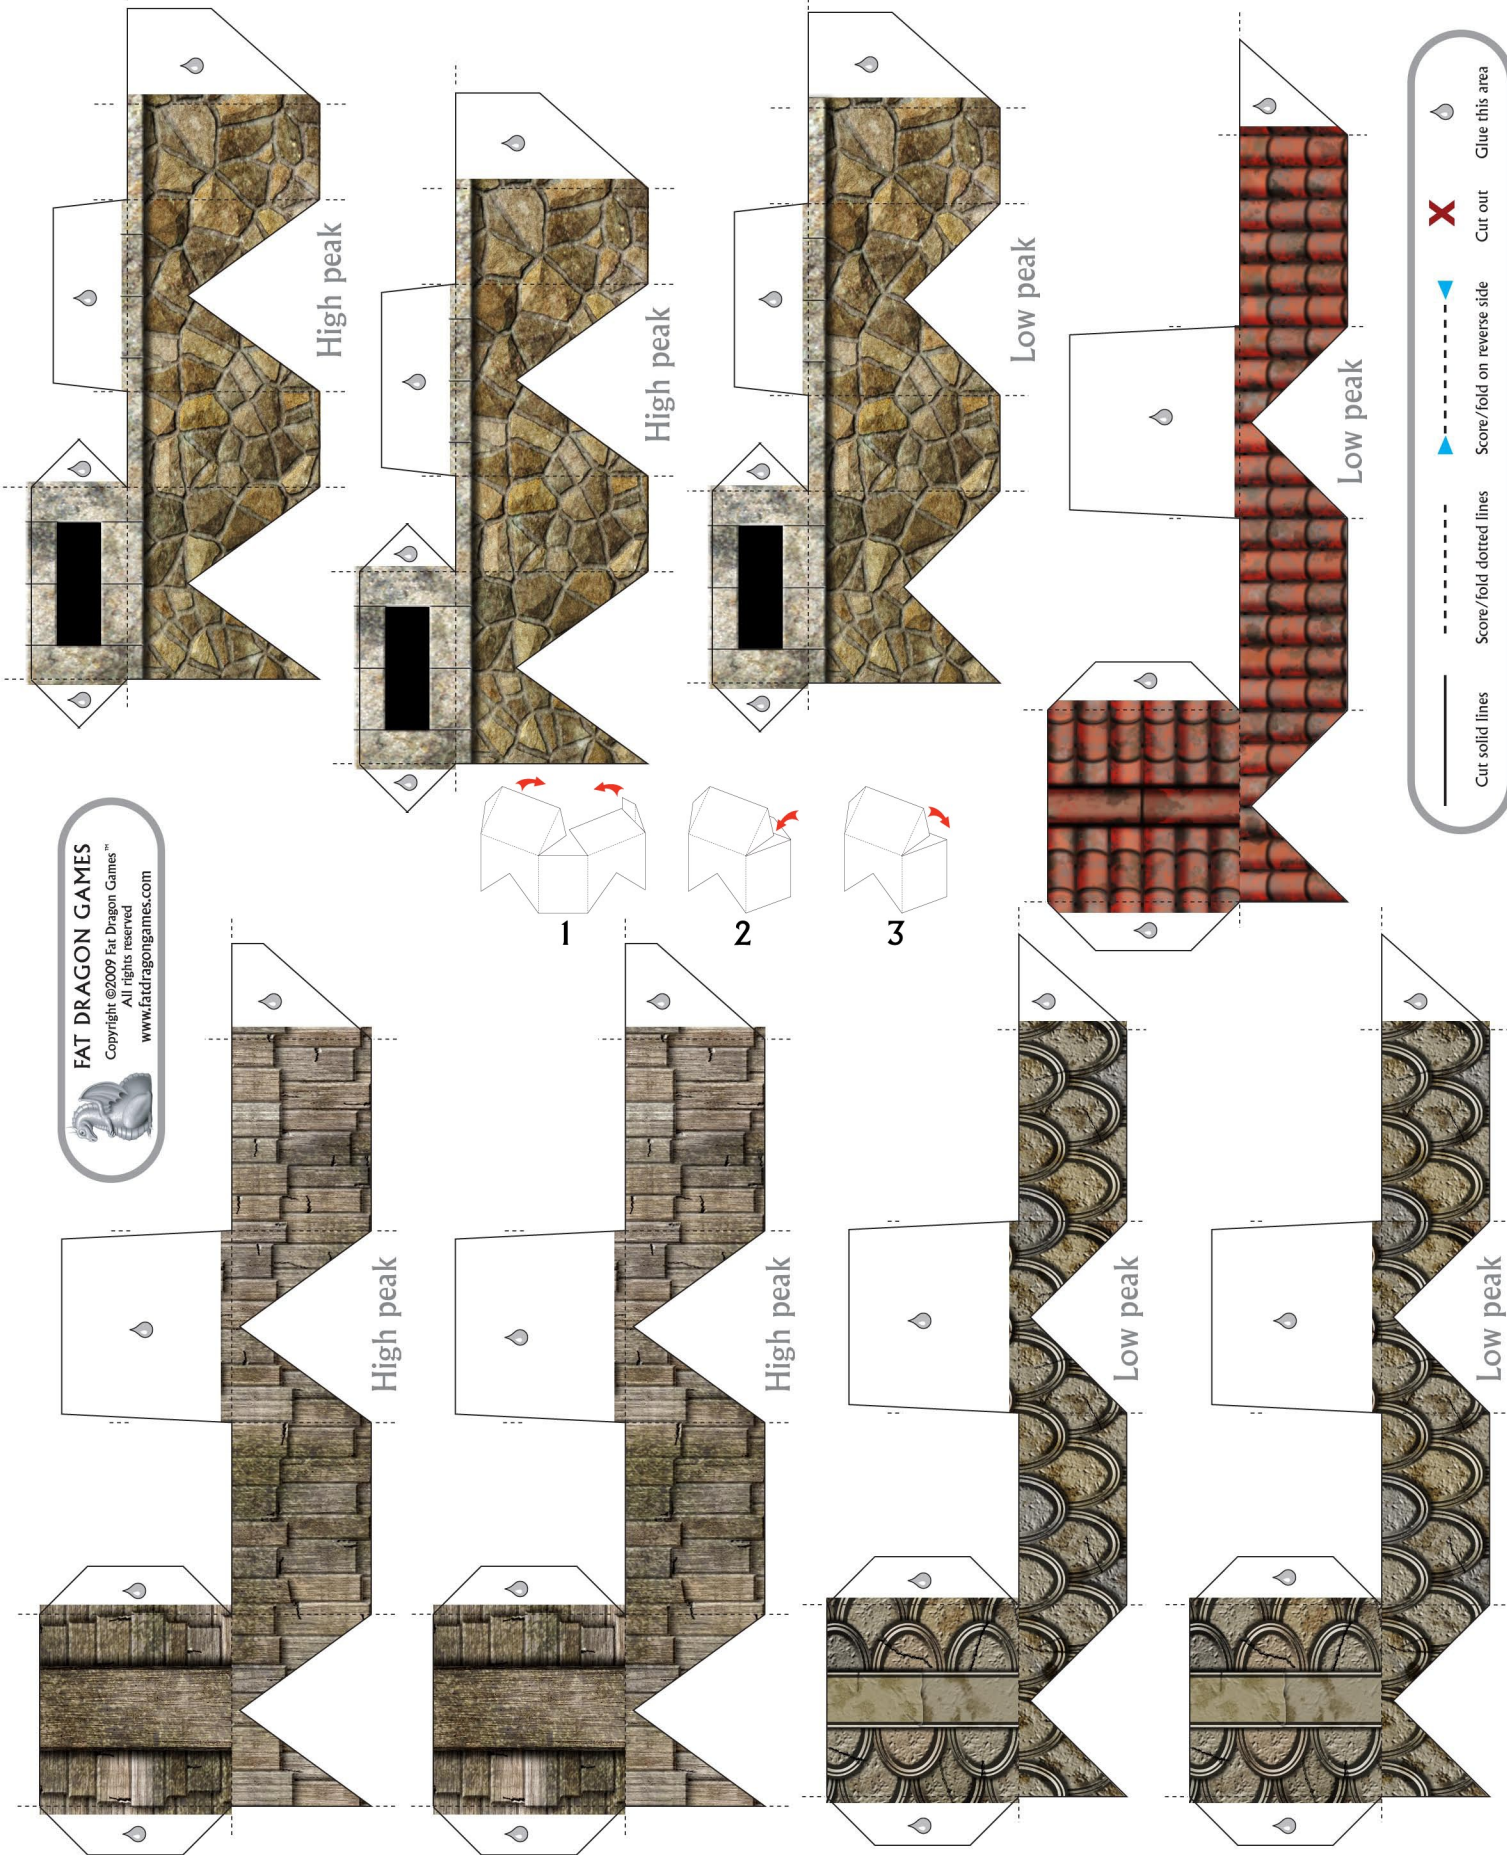 High peak
High peak
Low peak
Low peak
Glue this area
Cut out
Score/fold on reverse side
Score/fold dotted lines
Cut solid lines
FAT DRAGON GAMES
Copyright ©2009 Fat Dragon Games™
All rights reserved
www.fatdragongames.com
1
2
3
High peak
High peak
Low peak
Low peak